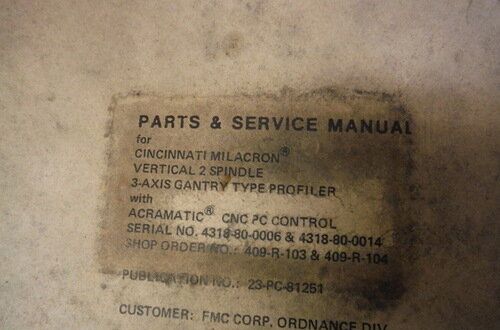 PARTS & SERVICE MANUAL
for
CINCINNATI MILACRON®
VERTICAL 2 SPINDLE
3-AXIS GANTRY TYPE PROFILER
with
ACRAMATIC® CNC PC CONTROL
SERIAL NO. 4318-80-0006 & 4318-80-0014
SHOP ORDER NO.: 409-R-103 & 409-R-104
PUBLICATION NO.: 23-PC-81251
CUSTOMER: FMC CORP. ORDNANCE DIV